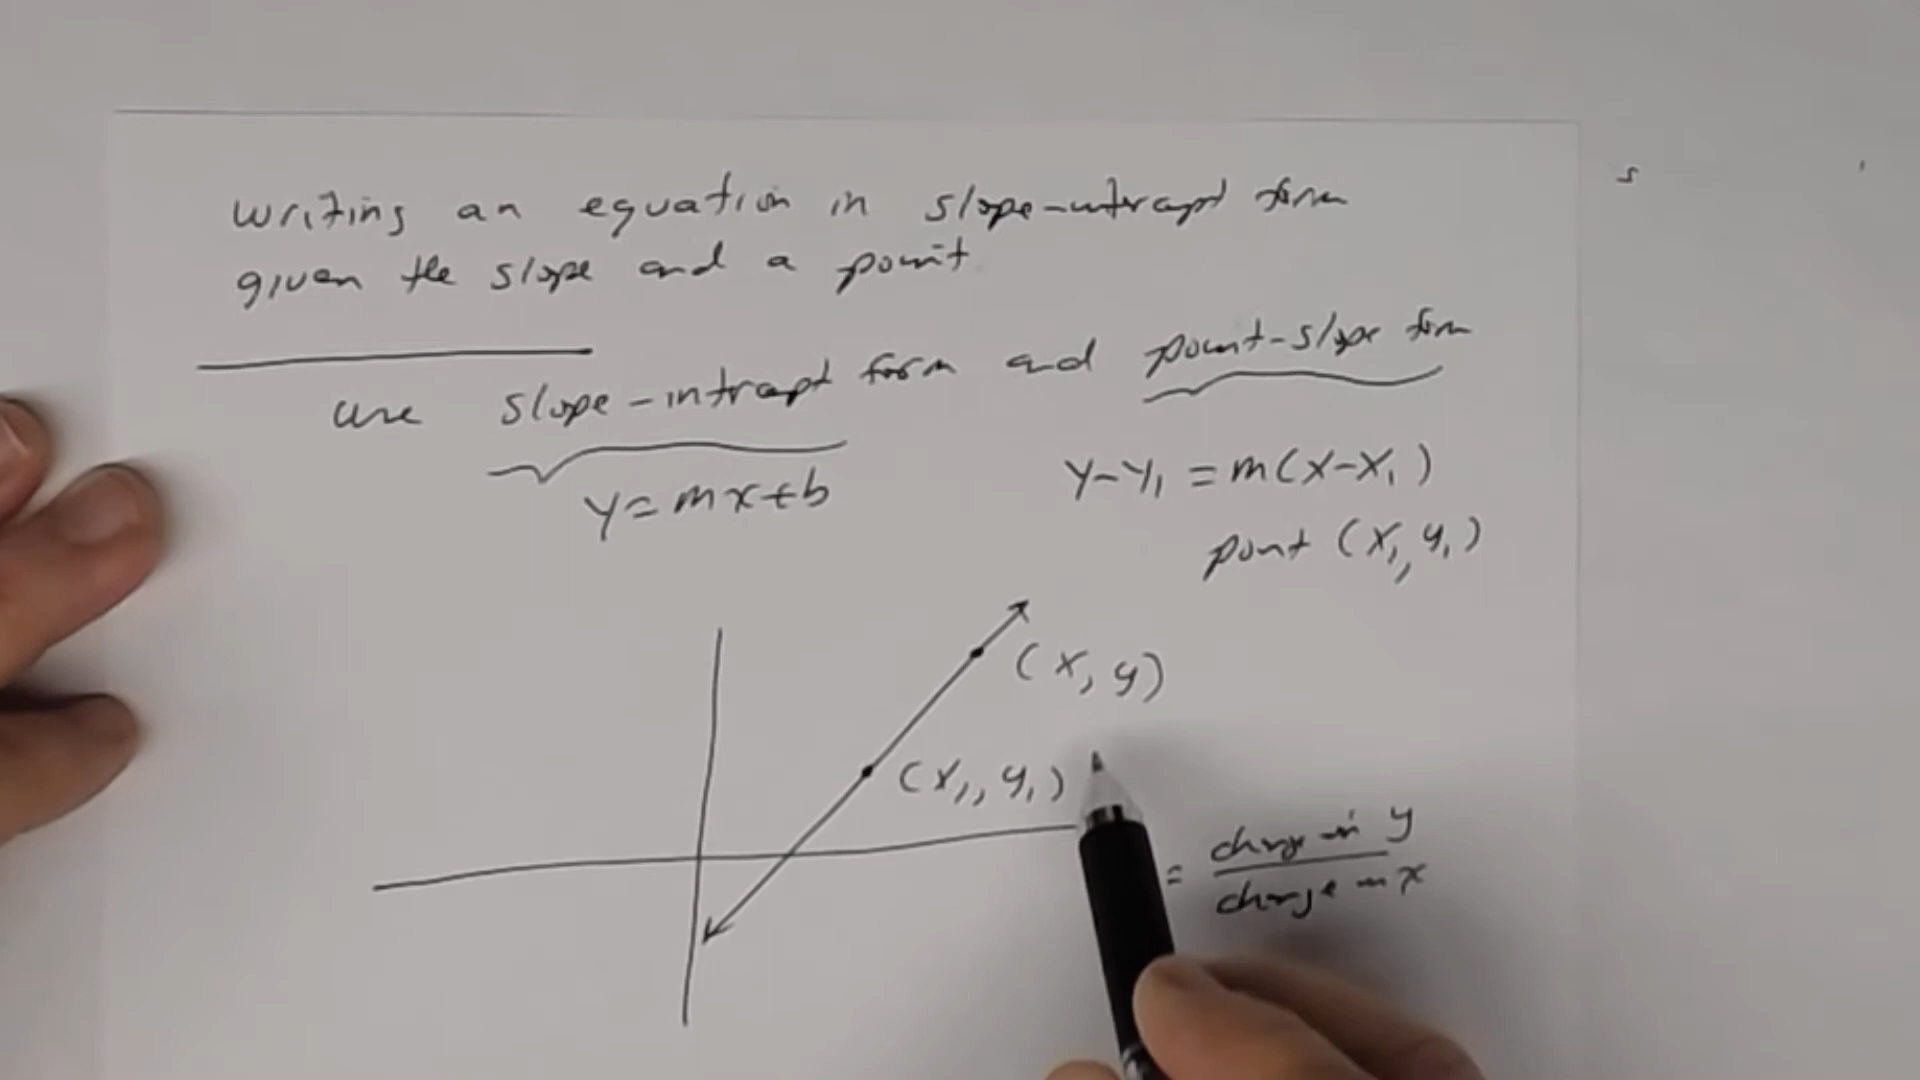 writing an equation in slope-intercept form
given the slope and a point
use slope-intercept form and point-slope form
y=mx+b
y-y₁ = m(x-x₁)
point (x₁, y₁)
(x, y)
(x₁, y₁)
= change in y
change in x
s